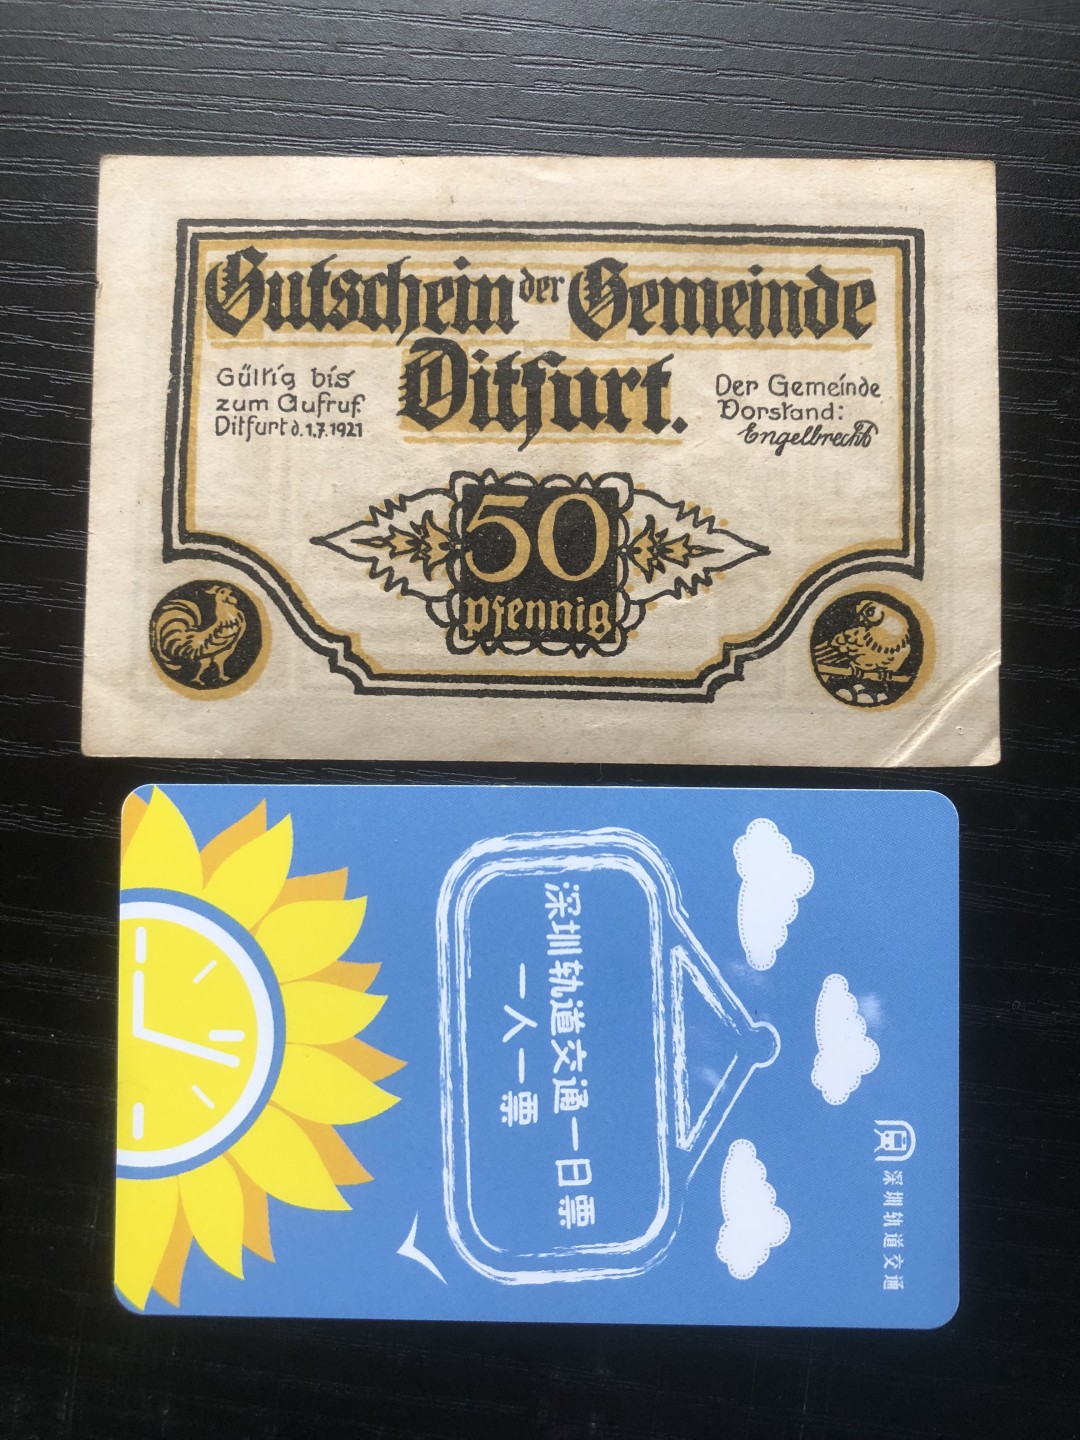 Gutschein der Gemeinde
Ditfurt.
Gültig bis
zum Aufruf.
Ditfurt d. 1.7.1921
Der Gemeinde
Vorstand:
Engelbrecht
50
pfennig
深圳轨道交通一日票
一人一票
深圳轨道交通